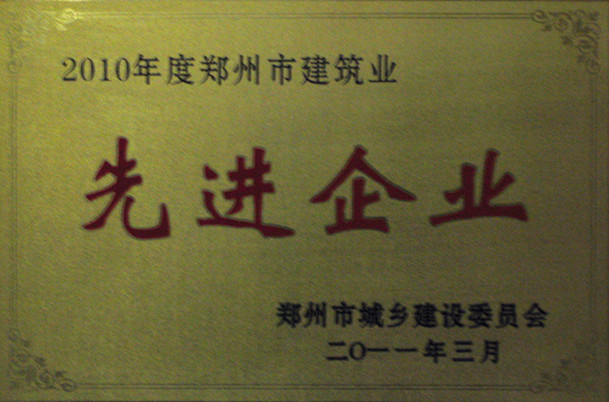 2010年度郑州市建筑业
先进企业
郑州市城乡建设委员会
二〇一一年三月